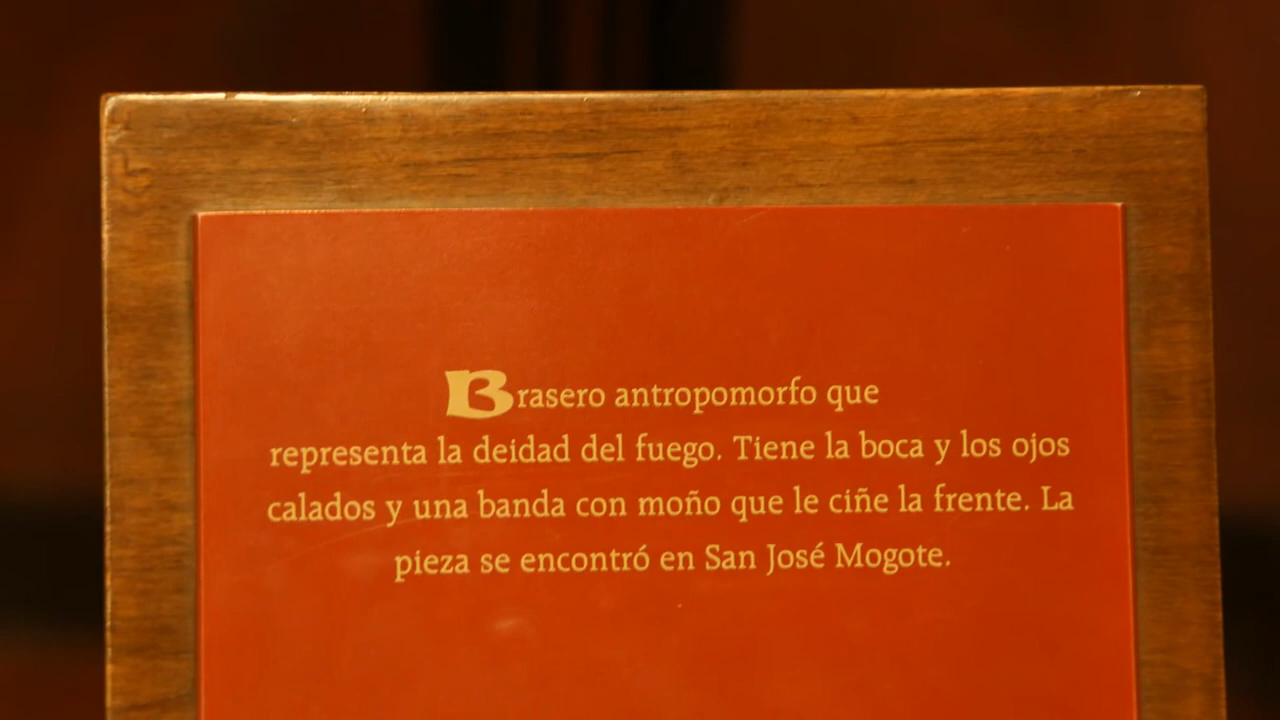 Brasero antropomorfo que
representa la deidad del fuego. Tiene la boca y los ojos
calados y una banda con moño que le ciñe la frente. La
pieza se encontró en San José Mogote.